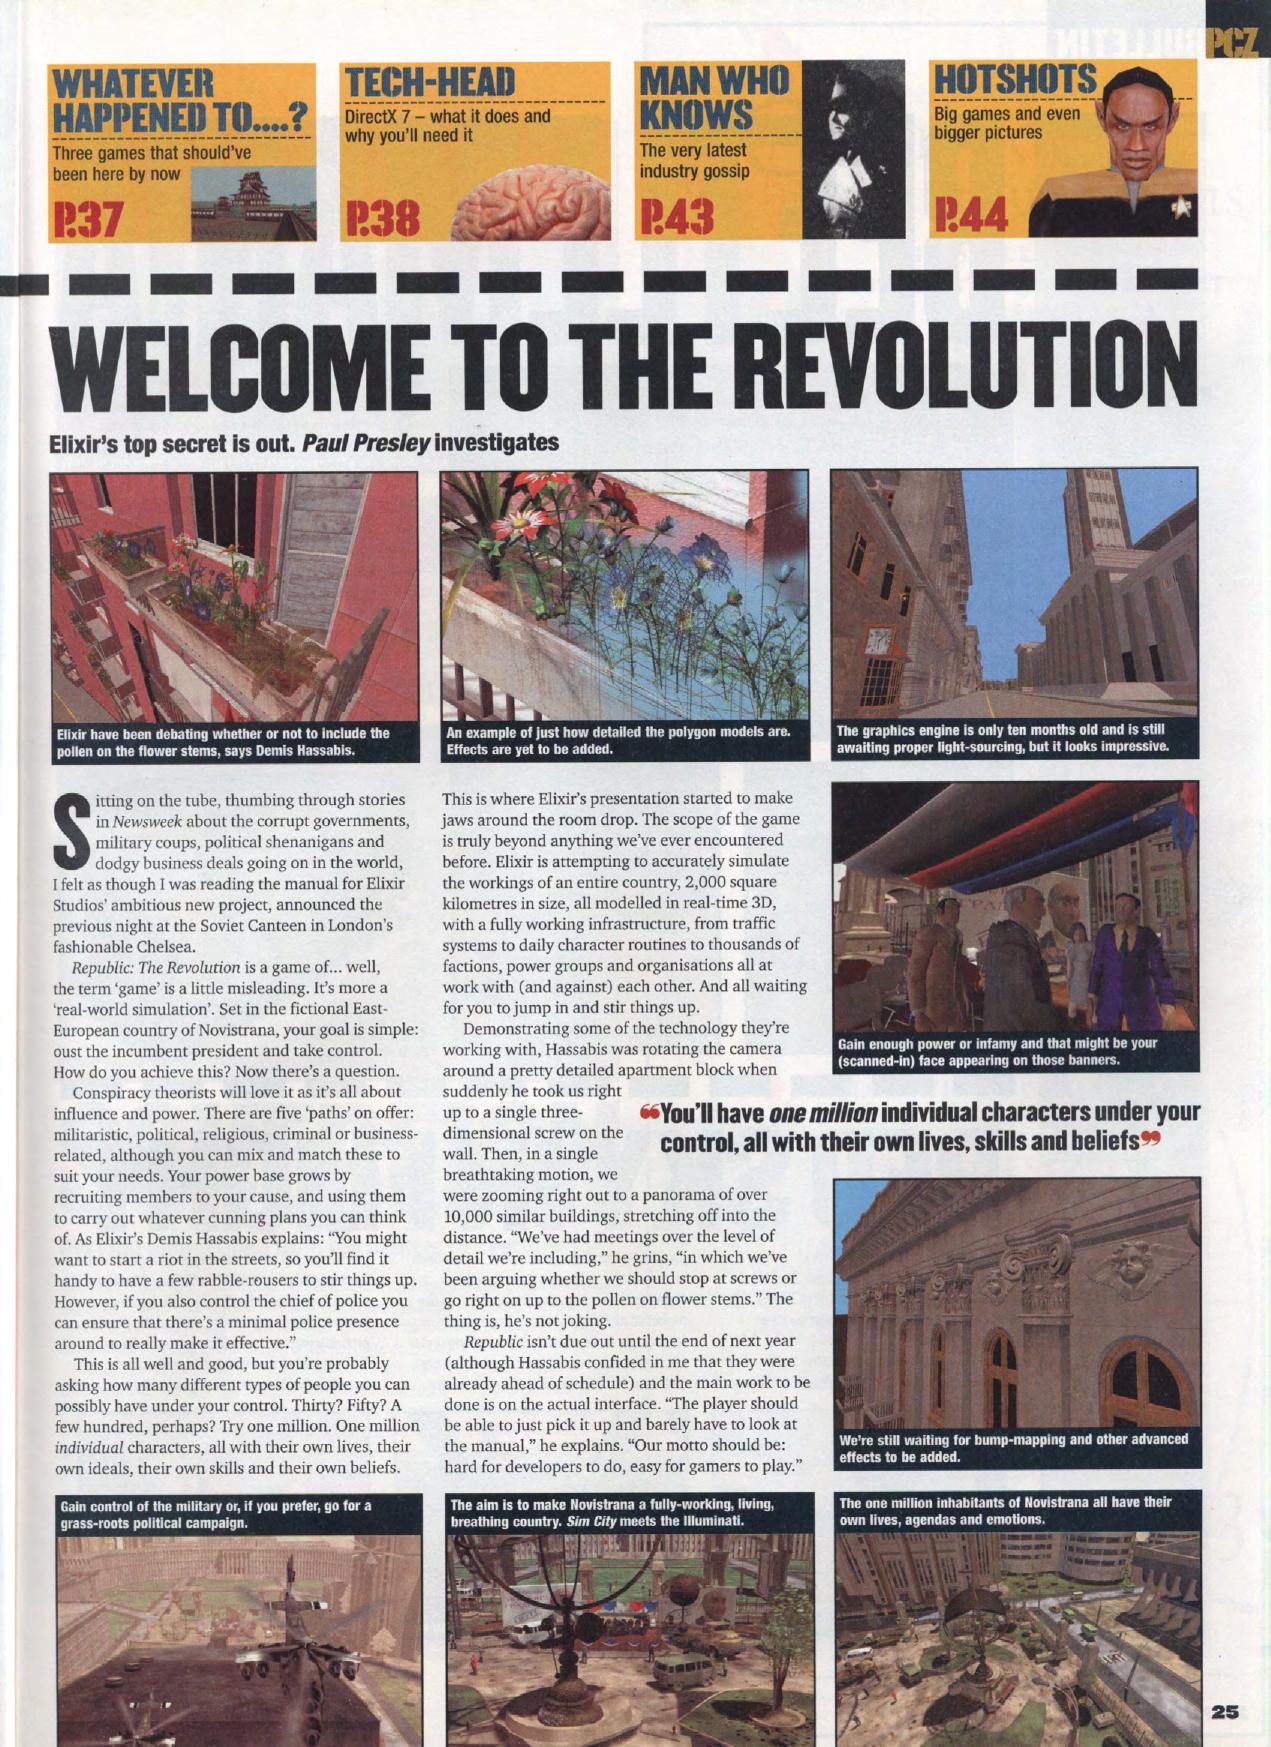 PCZ
BULLETIN
WHATEVER
HAPPENED TO....?
Three games that should've
been here by now
P.37
TECH-HEAD
DirectX 7 – what it does and
why you'll need it
P.38
MAN WHO
KNOWS
The very latest
industry gossip
P.43
HOTSHOTS
Big games and even
bigger pictures
P.44
WELCOME TO THE REVOLUTION
Elixir's top secret is out. Paul Presley investigates
Elixir have been debating whether or not to include the
pollen on the flower stems, says Demis Hassabis.
An example of just how detailed the polygon models are.
Effects are yet to be added.
The graphics engine is only ten months old and is still
awaiting proper light-sourcing, but it looks impressive.
Sitting on the tube, thumbing through stories
in Newsweek about the corrupt governments,
military coups, political shenanigans and
dodgy business deals going on in the world,
I felt as though I was reading the manual for Elixir
Studios' ambitious new project, announced the
previous night at the Soviet Canteen in London's
fashionable Chelsea.
Republic: The Revolution is a game of... well,
the term 'game' is a little misleading. It's more a
'real-world simulation'. Set in the fictional East-
European country of Novistrana, your goal is simple:
oust the incumbent president and take control.
How do you achieve this? Now there's a question.
Conspiracy theorists will love it as it's all about
influence and power. There are five 'paths' on offer:
militaristic, political, religious, criminal or business-
related, although you can mix and match these to
suit your needs. Your power base grows by
recruiting members to your cause, and using them
to carry out whatever cunning plans you can think
of. As Elixir's Demis Hassabis explains: “You might
want to start a riot in the streets, so you'll find it
handy to have a few rabble-rousers to stir things up.
However, if you also control the chief of police you
can ensure that there's a minimal police presence
around to really make it effective.”
This is all well and good, but you're probably
asking how many different types of people you can
possibly have under your control. Thirty? Fifty? A
few hundred, perhaps? Try one million. One million
individual characters, all with their own lives, their
own ideals, their own skills and their own beliefs.
This is where Elixir's presentation started to make
jaws around the room drop. The scope of the game
is truly beyond anything we've ever encountered
before. Elixir is attempting to accurately simulate
the workings of an entire country, 2,000 square
kilometres in size, all modelled in real-time 3D,
with a fully working infrastructure, from traffic
systems to daily character routines to thousands of
factions, power groups and organisations all at
work with (and against) each other. And all waiting
for you to jump in and stir things up.
Demonstrating some of the technology they're
working with, Hassabis was rotating the camera
around a pretty detailed apartment block when
suddenly he took us right
up to a single three-
dimensional screw on the
wall. Then, in a single
breathtaking motion, we
were zooming right out to a panorama of over
10,000 similar buildings, stretching off into the
distance. “We've had meetings over the level of
detail we're including,” he grins, “in which we've
been arguing whether we should stop at screws or
go right on up to the pollen on flower stems.” The
thing is, he's not joking.
Republic isn't due out until the end of next year
(although Hassabis confided in me that they were
already ahead of schedule) and the main work to be
done is on the actual interface. “The player should
be able to just pick it up and barely have to look at
the manual,” he explains. “Our motto should be:
hard for developers to do, easy for gamers to play.”
Gain enough power or infamy and that might be your
(scanned-in) face appearing on those banners.
“You'll have one million individual characters under your
control, all with their own lives, skills and beliefs”
We're still waiting for bump-mapping and other advanced
effects to be added.
Gain control of the military or, if you prefer, go for a
grass-roots political campaign.
The aim is to make Novistrana a fully-working, living,
breathing country. Sim City meets the Illuminati.
The one million inhabitants of Novistrana all have their
own lives, agendas and emotions.
25